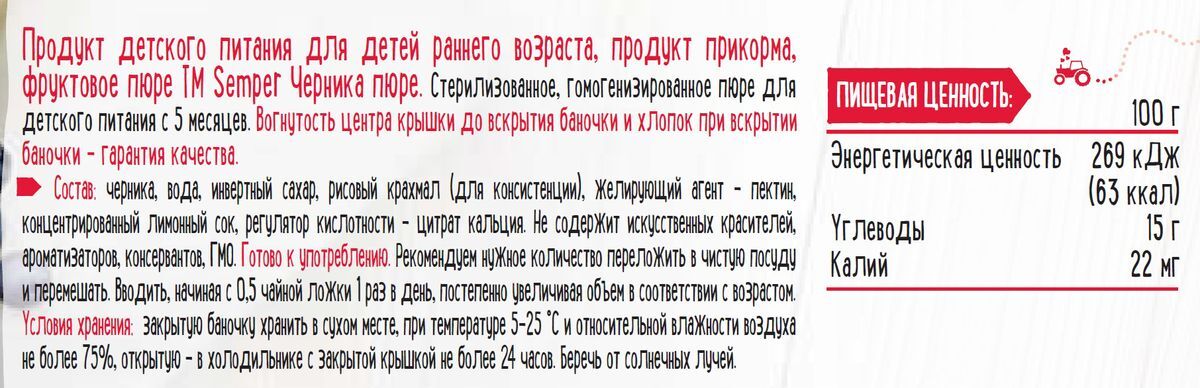 Продукт детского питания для детей раннего возраста, продукт прикорма,
фруктовое пюре ТМ Semper Черника пюре. Стерилизованное, гомогенизированное пюре для
детского питания с 5 месяцев. Вогнутость центра крышки до вскрытия баночки и хлопок при вскрытии
баночки - гарантия качества.
Состав: черника, вода, инвертный сахар, рисовый крахмал (для консистенции), желирующий агент - пектин,
концентрированный лимонный сок, регулятор кислотности - цитрат кальция. Не содержит искусственных красителей,
ароматизаторов, консервантов, ГМО. Готово к употреблению. Рекомендуем нужное количество переложить в чистую посуду
и перемешать. Вводить, начиная с 0,5 чайной ложки 1 раз в день, постепенно увеличивая объем в соответствии с возрастом.
Условия хранения: закрытую баночку хранить в сухом месте, при температуре 5-25 °С и относительной влажности воздуха
не более 75%, открытую - в холодильнике с закрытой крышкой не более 24 часов. Беречь от солнечных лучей.
ПИЩЕВАЯ ЦЕННОСТЬ:
100 г
Энергетическая ценность 269 кДж
(63 ккал)
Углеводы 15 г
Калий 22 мг